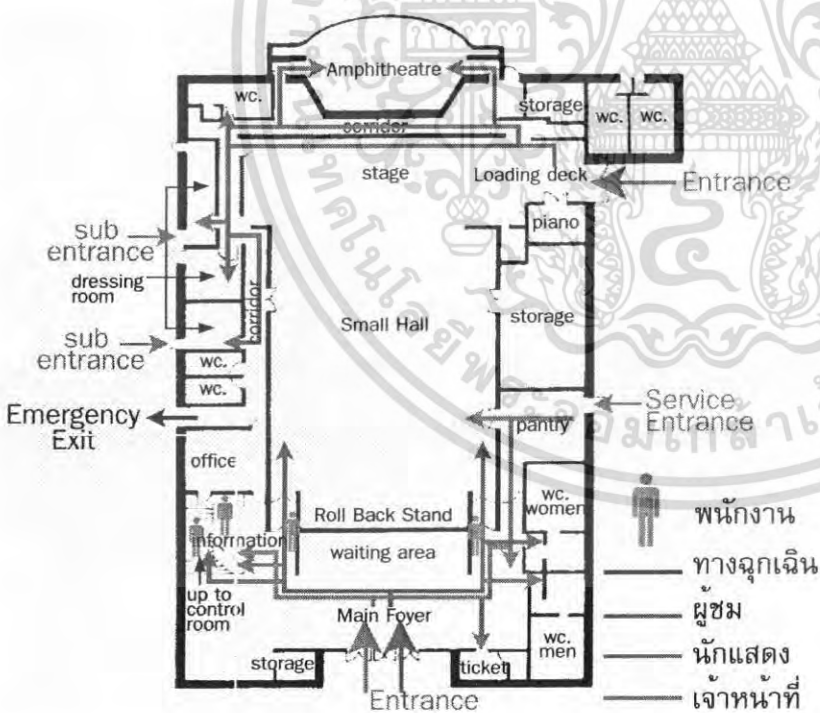 Amphitheatre
wc.
storage
wc.
wc.
corridor
stage
Loading deck
Entrance
piano
sub
entrance
dressing
room
corridor
Small Hall
storage
sub
entrance
wc.
wc.
Service
Entrance
Emergency
Exit
pantry
office
wc.
women
Roll Back Stand
information
waiting area
up to
control
room
Main Foyer
wc.
men
storage
ticket
Entrance
พนักงาน
ทางฉุกเฉิน
ผู้ชม
นักแสดง
เจ้าหน้าที่